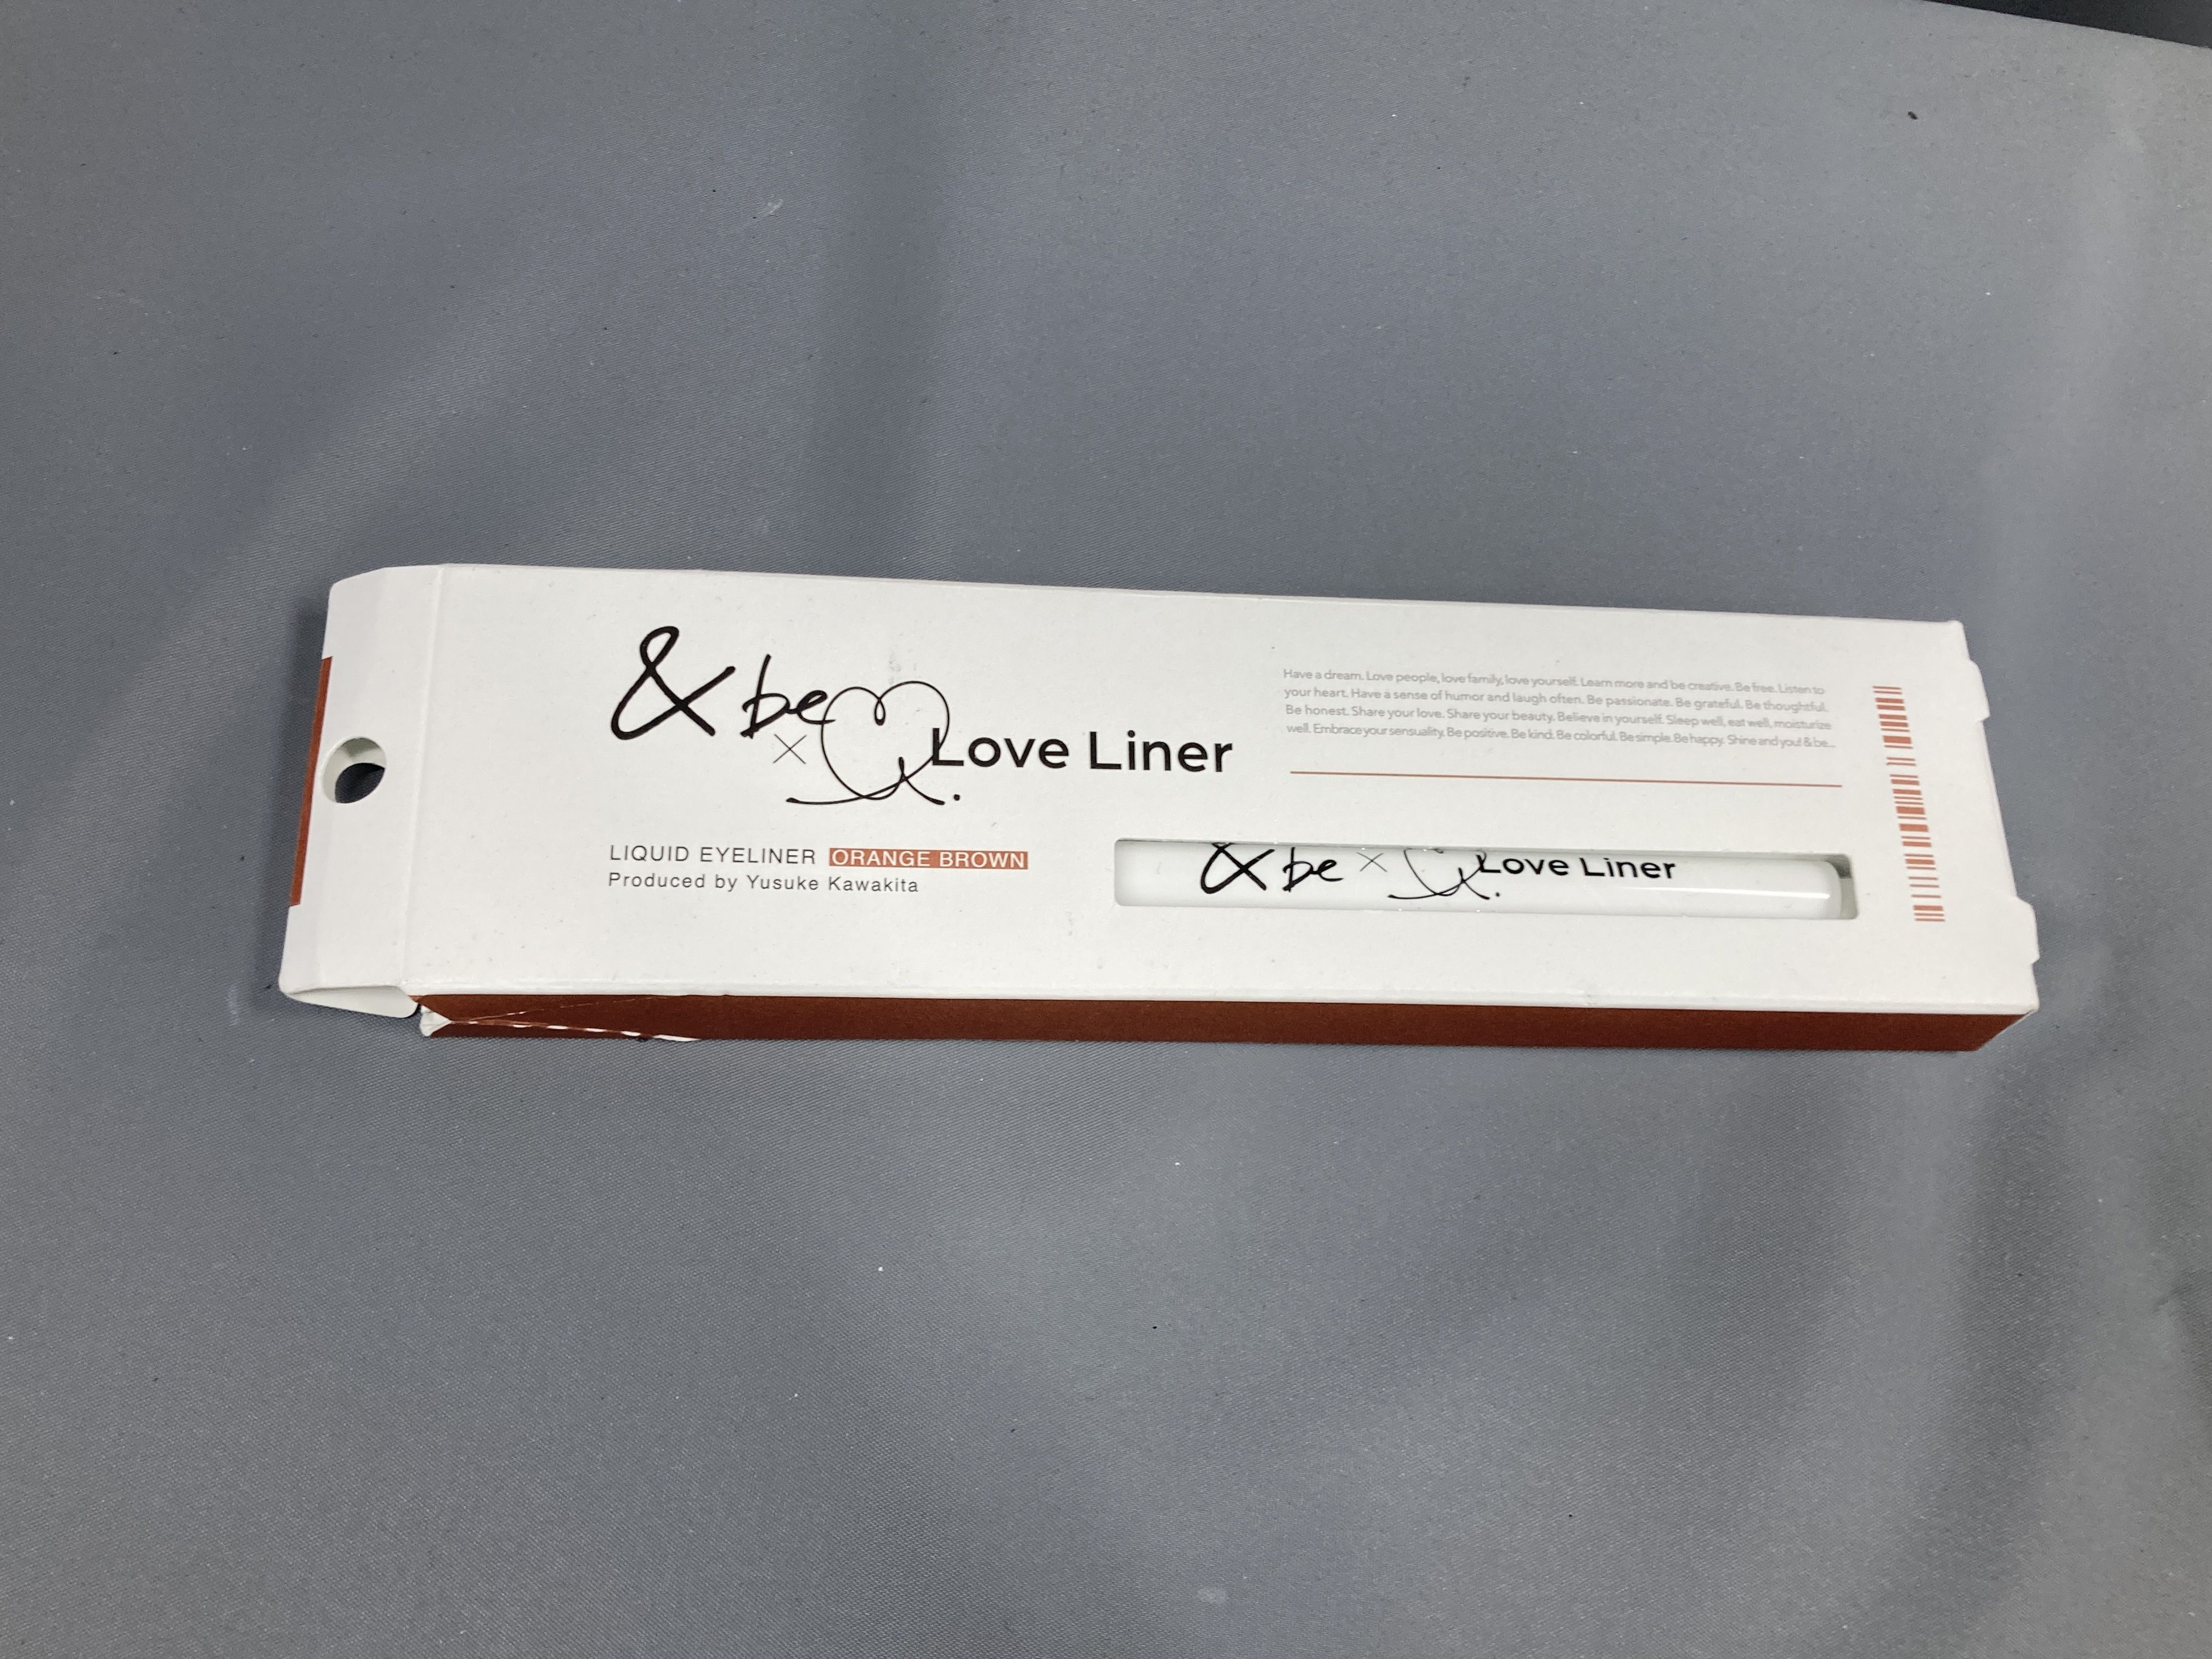 & be
× Love Liner
LIQUID EYELINER ORANGE BROWN
Produced by Yusuke Kawakita
Have a dream. Love people, love family, love yourself. Learn more and be creative. Be free. Listen to
your heart. Have a sense of humor and laugh often. Be passionate. Be grateful. Be thoughtful.
Be honest. Share your love. Share your beauty. Believe in yourself. Sleep well, eat well, moisturize
well. Embrace your sensuality. Be positive. Be kind. Be colorful. Be simple. Be happy. Shine and you! & be...
& be × Love Liner